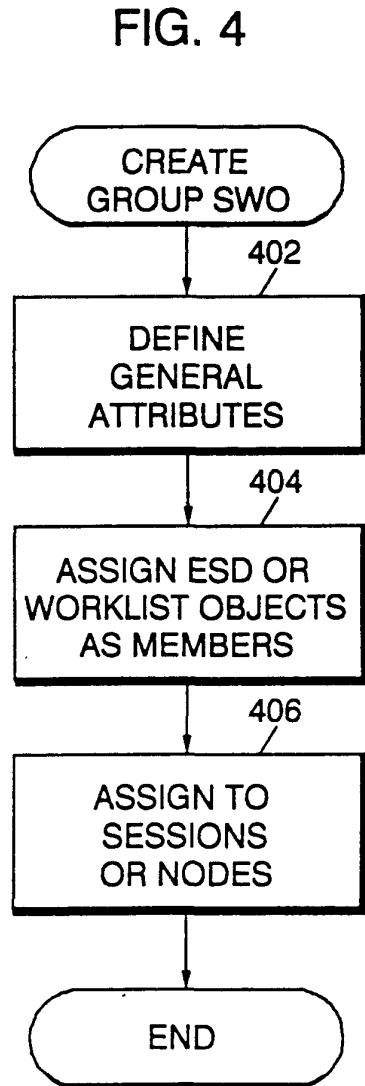 FIG. 4
CREATE
GROUP SWO
402
DEFINE
GENERAL
ATTRIBUTES
404
ASSIGN ESD OR
WORKLIST OBJECTS
AS MEMBERS
406
ASSIGN TO
SESSIONS
OR NODES
END